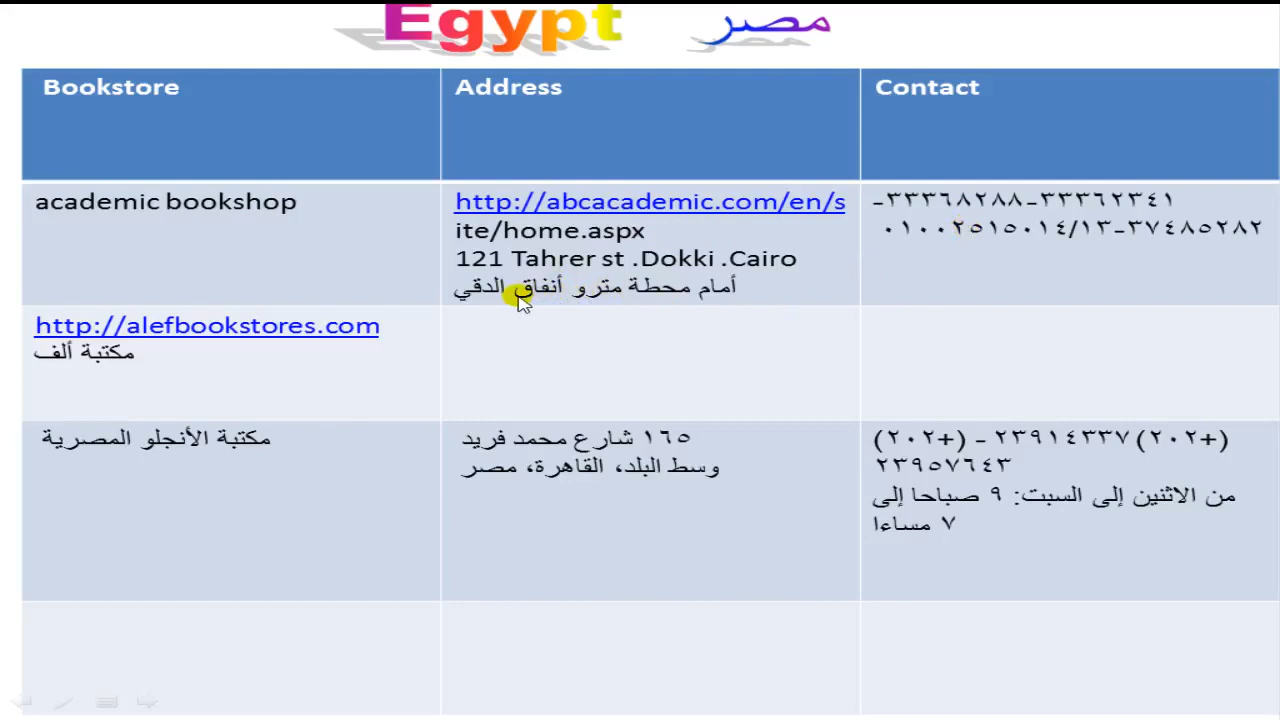 Egypt مصر
Bookstore
Address
Contact
academic bookshop
http://abcacademic.com/en/s
ite/home.aspx
121 Tahrer st .Dokki .Cairo
أمام محطة مترو أنفاق الدقي
-٣٣٣٦٨٢٨٨-٣٣٣٦٢٣٤١
٠١٠٠٢٥١٥٠١٤/١٣-٣٧٤٨٥٢٨٢
http://alefbookstores.com
مكتبة ألف
مكتبة الأنجلو المصرية
١٦٥ شارع محمد فريد
وسط البلد، القاهرة، مصر
(+٢٠٢) ٢٣٩١٤٣٣٧ - (+٢٠٢)
٢٣٩٥٧٦٤٣
من الاثنين إلى السبت: ٩ صباحا إلى
٧ مساءا